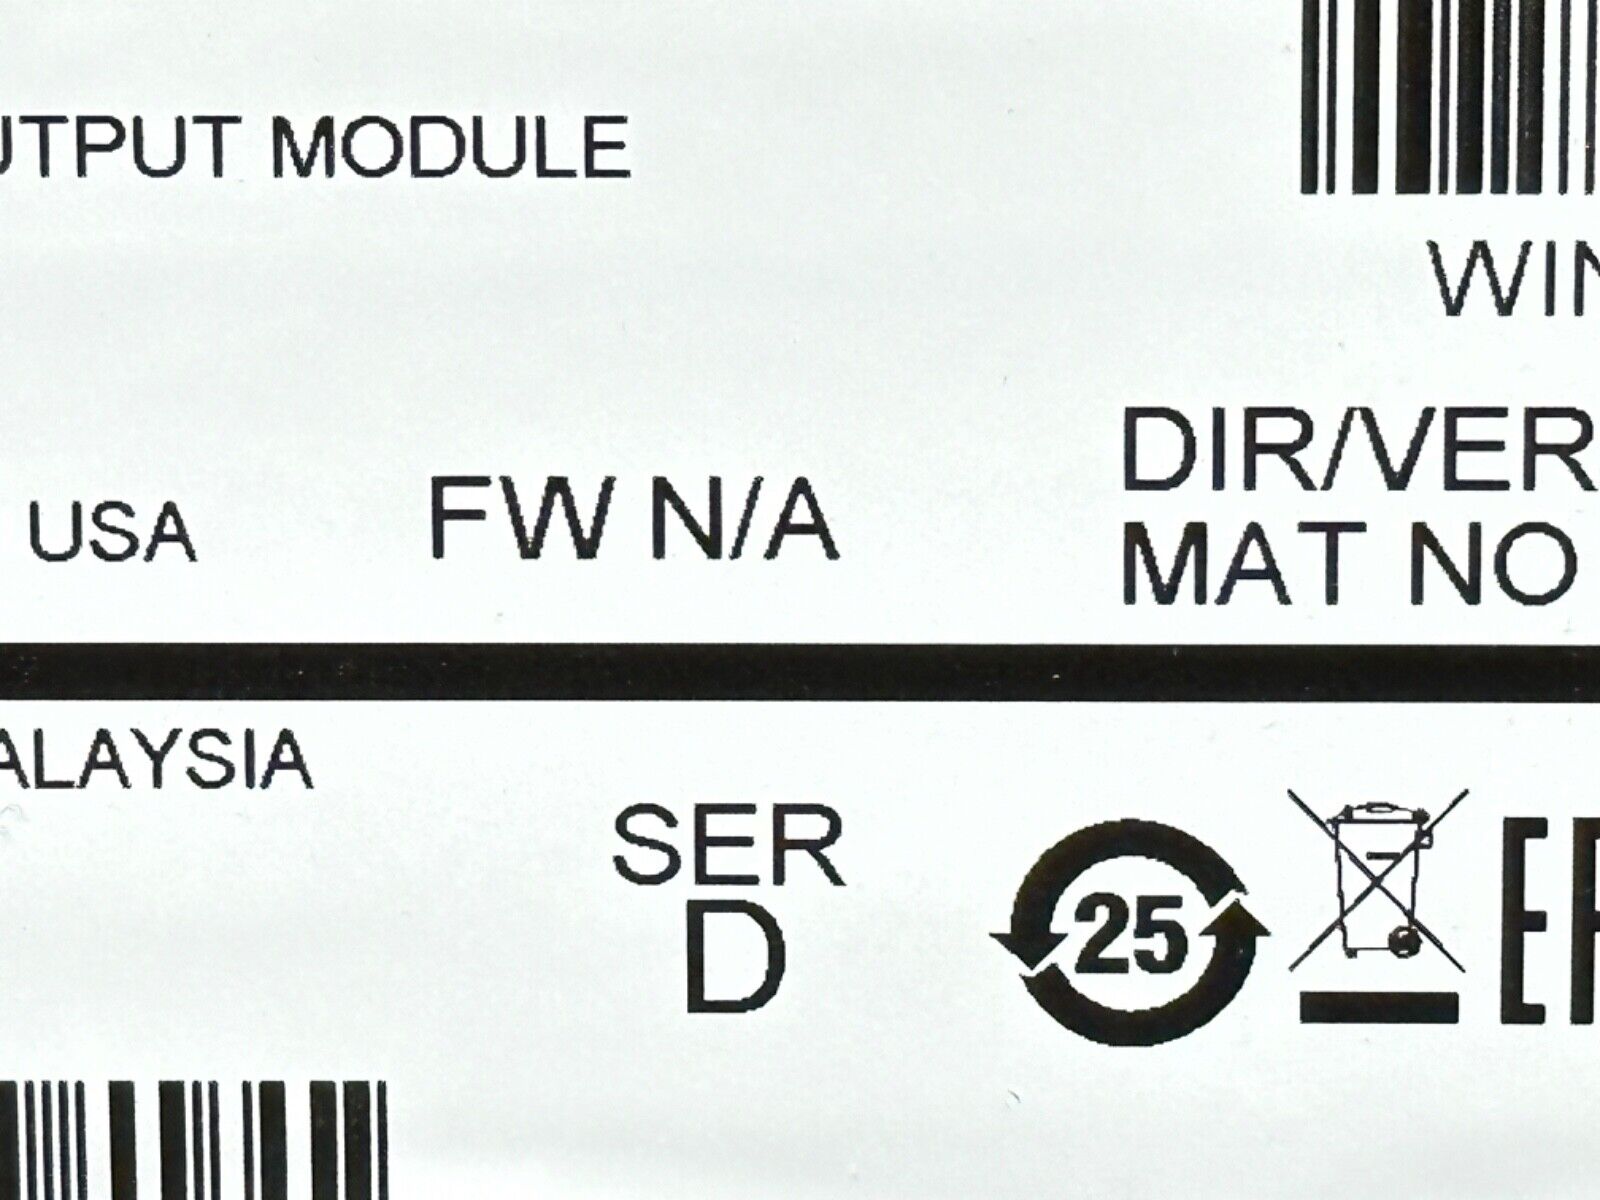 UTPUT MODULE
WIN
DIR/VER
USA
FW N/A
MAT NO
ALAYSIA
SER
D
25